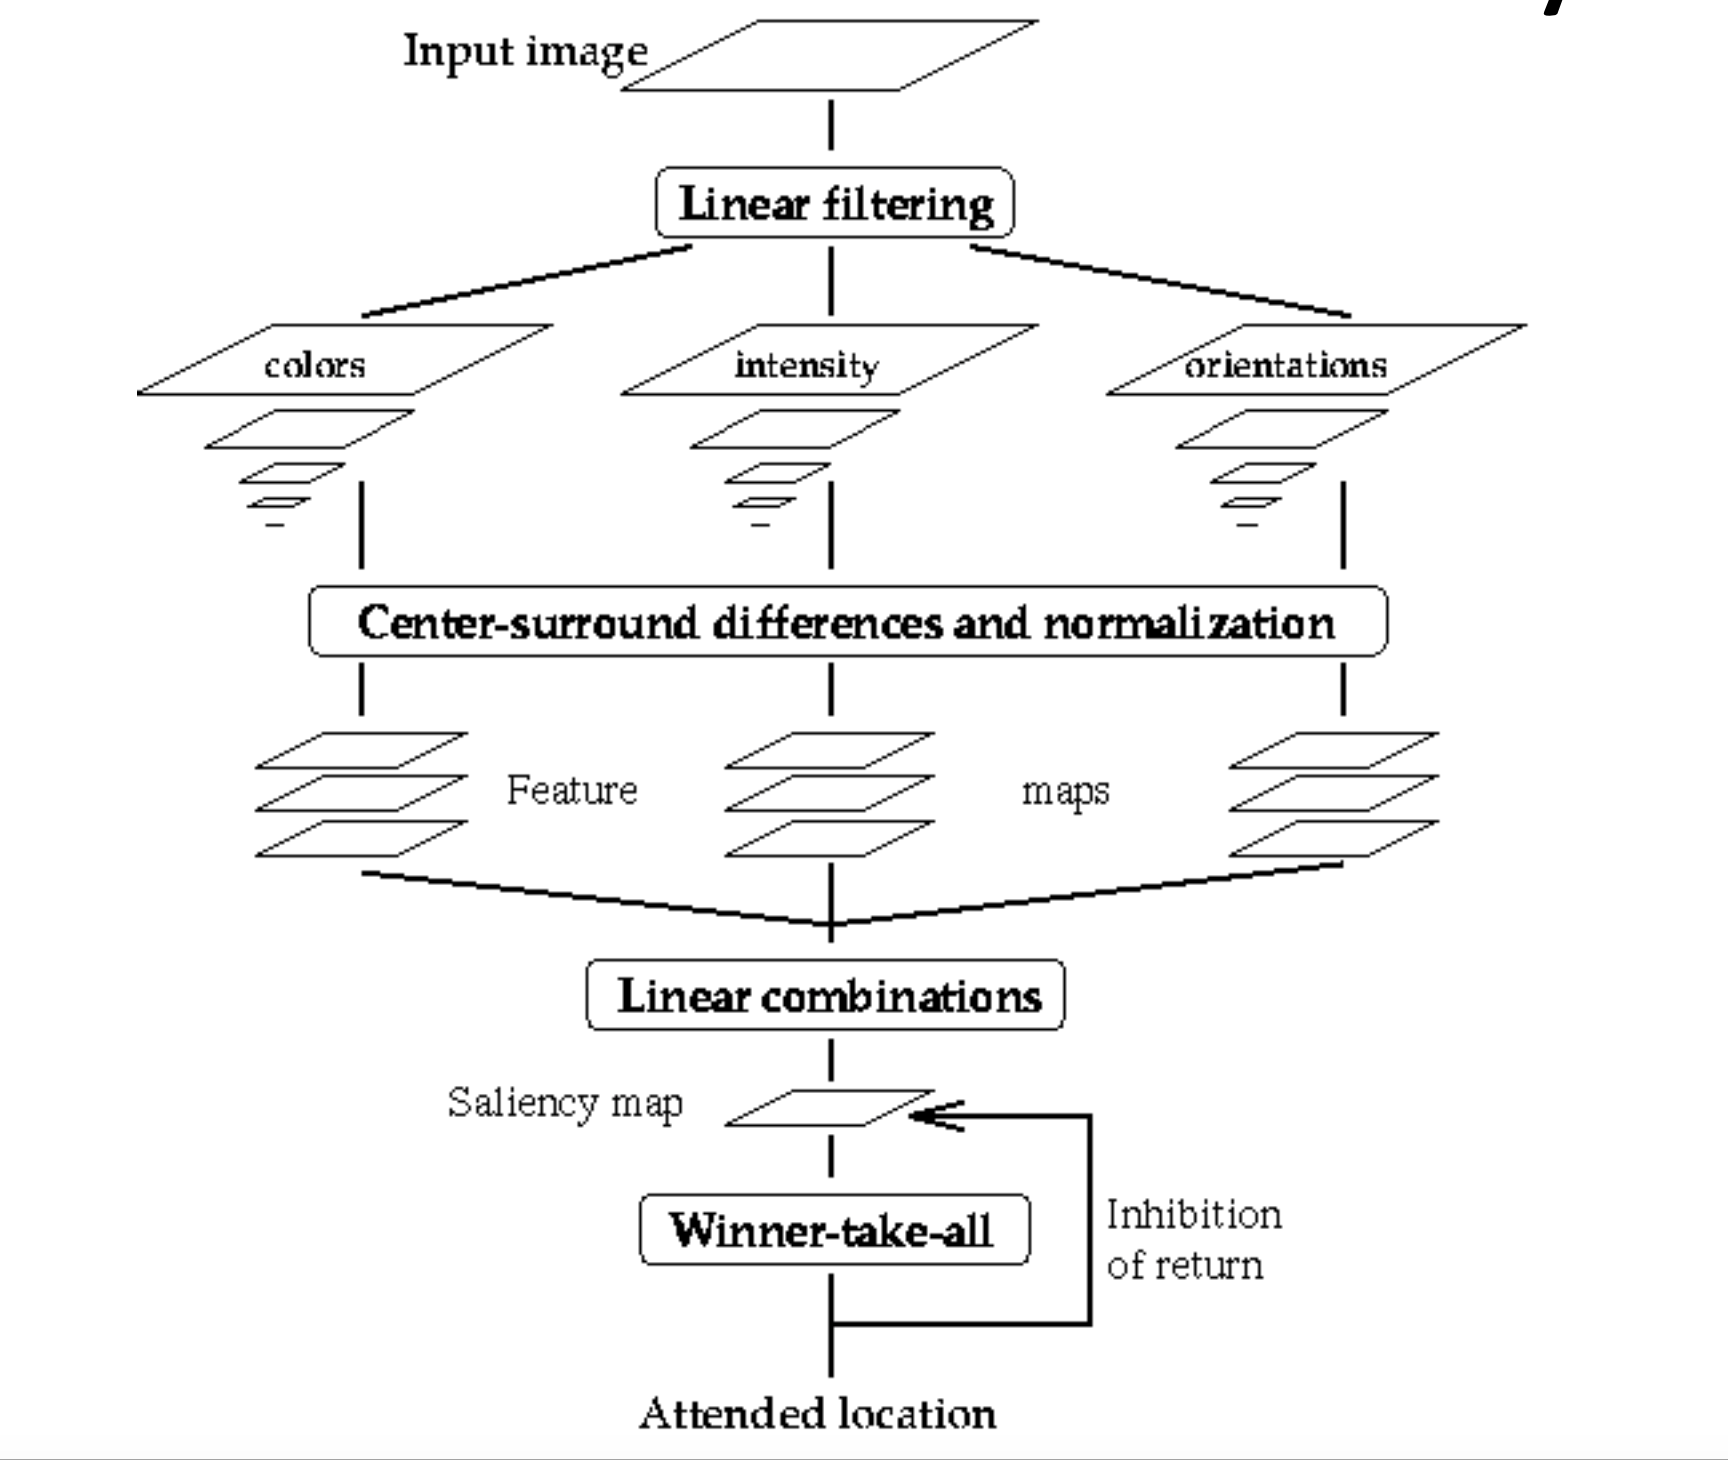 Input image
Linear filtering
colors
intensity
orientations
Center-surround differences and normalization
Feature
maps
Linear combinations
Saliency map
Winner-take-all
Inhibition
of return
Attended location